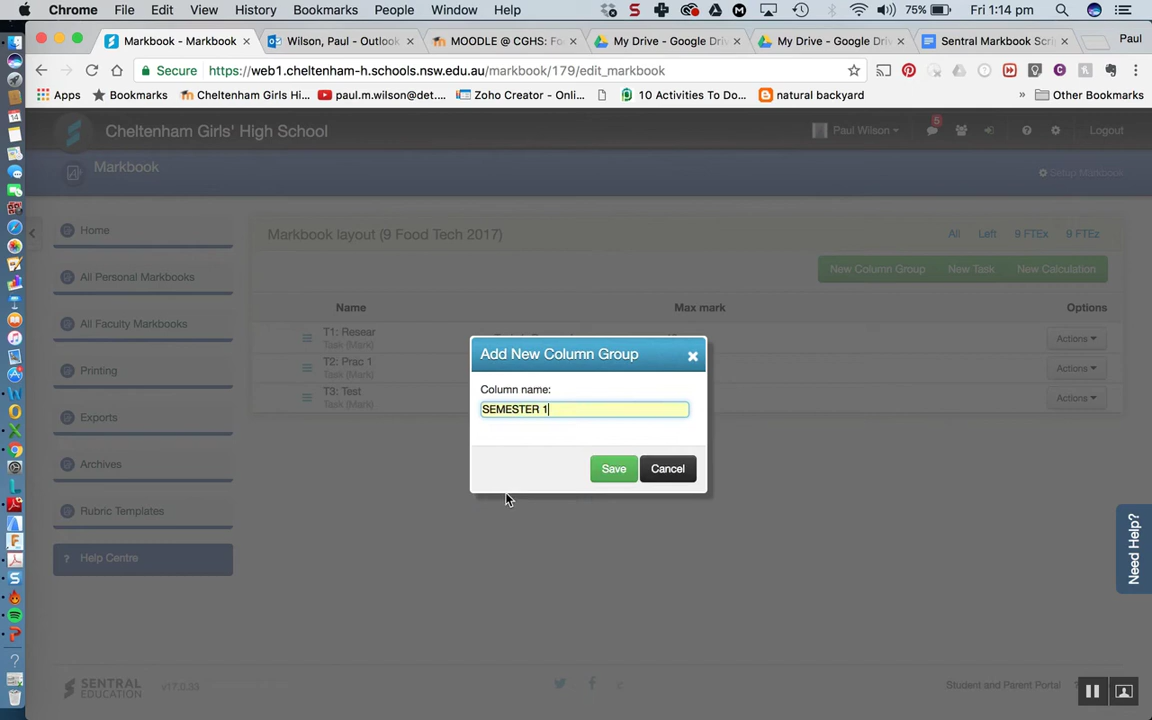 Chrome File Edit View History Bookmarks People Window Help 75% Fri 1:14 pm
Markbook - Markbook Wilson, Paul - Outlook MOODLE @ CGHS: Fo My Drive - Google Dri My Drive - Google Driv Sentral Markbook Scri Paul
Secure https://web1.cheltenham-h.schools.nsw.edu.au/markbook/179/edit_markbook
Apps Bookmarks Cheltenham Girls Hi... paul.m.wilson@det.... Zoho Creator - Onli... 10 Activities To Do... natural backyard » Other Bookmarks
Cheltenham Girls' High School Paul Wilson 5 Logout
Markbook Setup Markbook
Home
All Personal Markbooks
All Faculty Markbooks
Printing
Exports
Archives
Rubric Templates
? Help Centre
Markbook layout (9 Food Tech 2017) All Left 9 FTEx 9 FTEz
New Column Group New Task New Calculation
Name Max mark Options
T1: Resear
Task (Mark)
Actions
T2: Prac 1
Task (Mark)
Actions
T3: Test
Task (Mark)
Actions
Add New Column Group
Column name:
SEMESTER 1
Save Cancel
Need Help?
SENTRAL
EDUCATION
v17.0.33
Student and Parent Portal